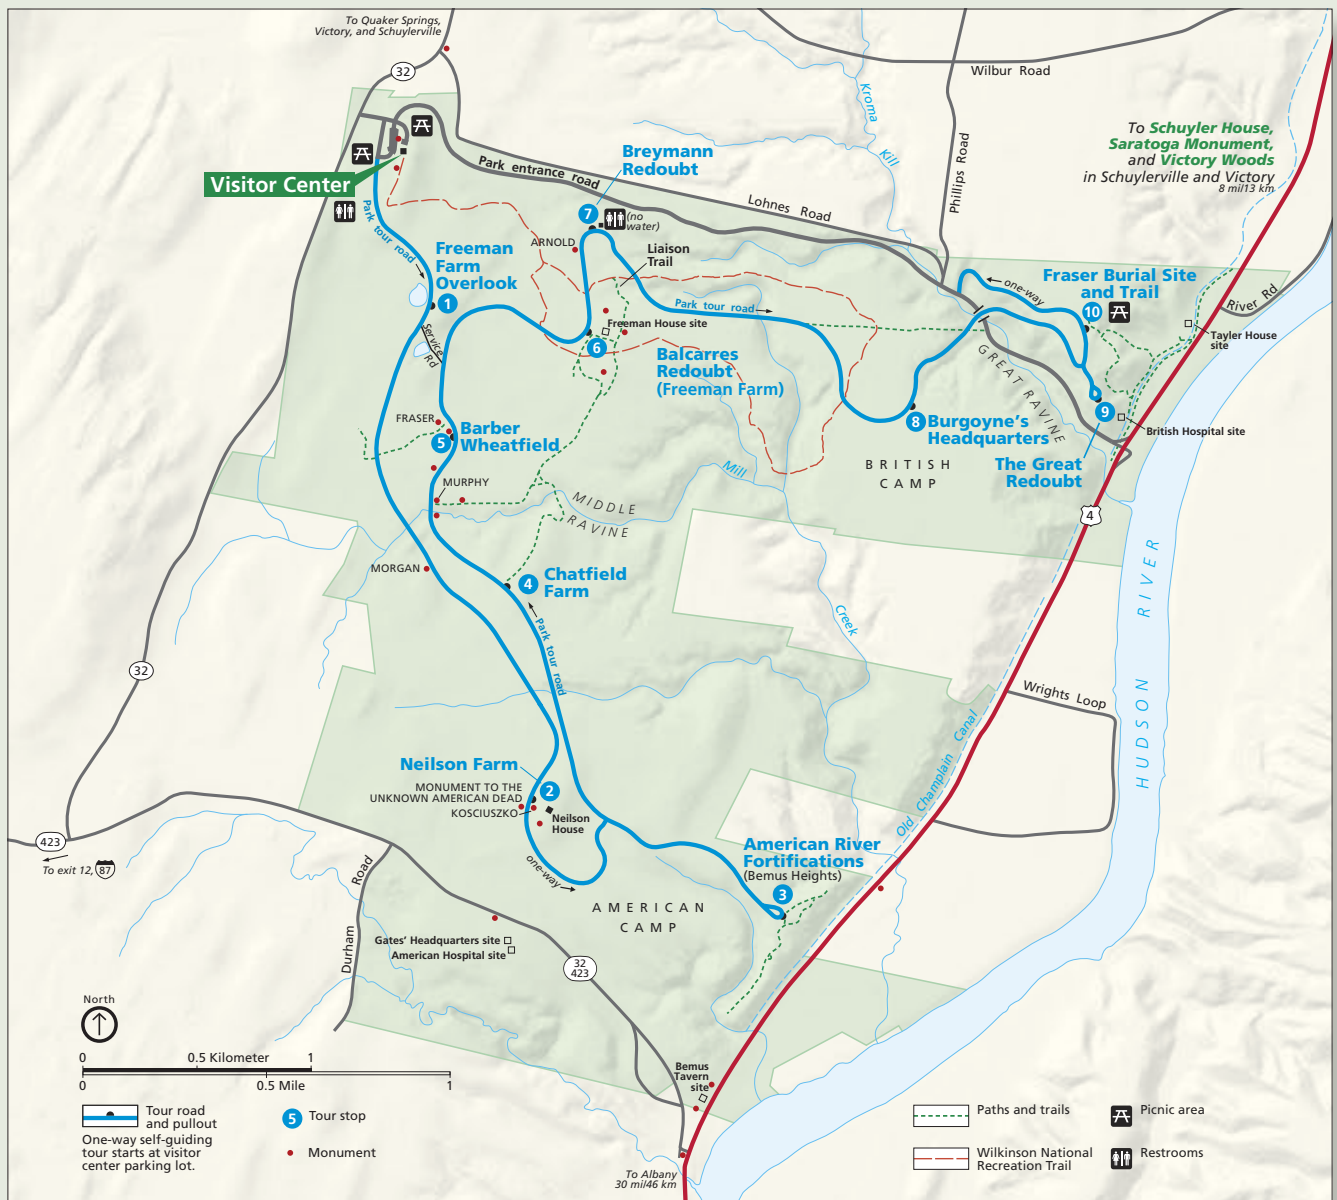 To Quaker Springs,
Victory, and Schuylerville
32
Wilbur Road
Kroma
Kill
Phillips Road
To Schuyler House,
Saratoga Monument,
and Victory Woods
in Schuylerville and Victory
8 mi/13 km
Visitor Center
Park entrance road
Lohnes Road
Breymann
Redoubt
7
(no
water)
ARNOLD
Liaison
Trail
Park tour road
Freeman
Farm
Overlook
1
Service
Rd
Park tour road
one-way
Fraser Burial Site
and Trail
10
River Rd
Tayler House
site
Freeman House site
6
Balcarres
Redoubt
(Freeman Farm)
GREAT RAVINE
FRASER
5
Barber
Wheatfield
8
Burgoyne's
Headquarters
9
British Hospital site
The Great
Redoubt
BRITISH
CAMP
MURPHY
Mill
MIDDLE
RAVINE
4
MORGAN
4
Chatfield
Farm
Creek
Park tour road
HUDSON RIVER
32
Wrights Loop
Old Champlain Canal
Neilson Farm
2
MONUMENT TO THE
UNKNOWN AMERICAN DEAD
KOSCIUSZKO
Neilson
House
one-way
423
To exit 12, 87
Durham Road
American River
Fortifications
(Bemus Heights)
3
AMERICAN
CAMP
Gates' Headquarters site
American Hospital site
32
423
North
0 0.5 Kilometer 1
0 0.5 Mile 1
Bemus
Tavern
site
Tour road
and pullout
5 Tour stop
One-way self-guiding
tour starts at visitor
center parking lot.
Monument
To Albany
30 mi/46 km
Paths and trails
Picnic area
Wilkinson National
Recreation Trail
Restrooms